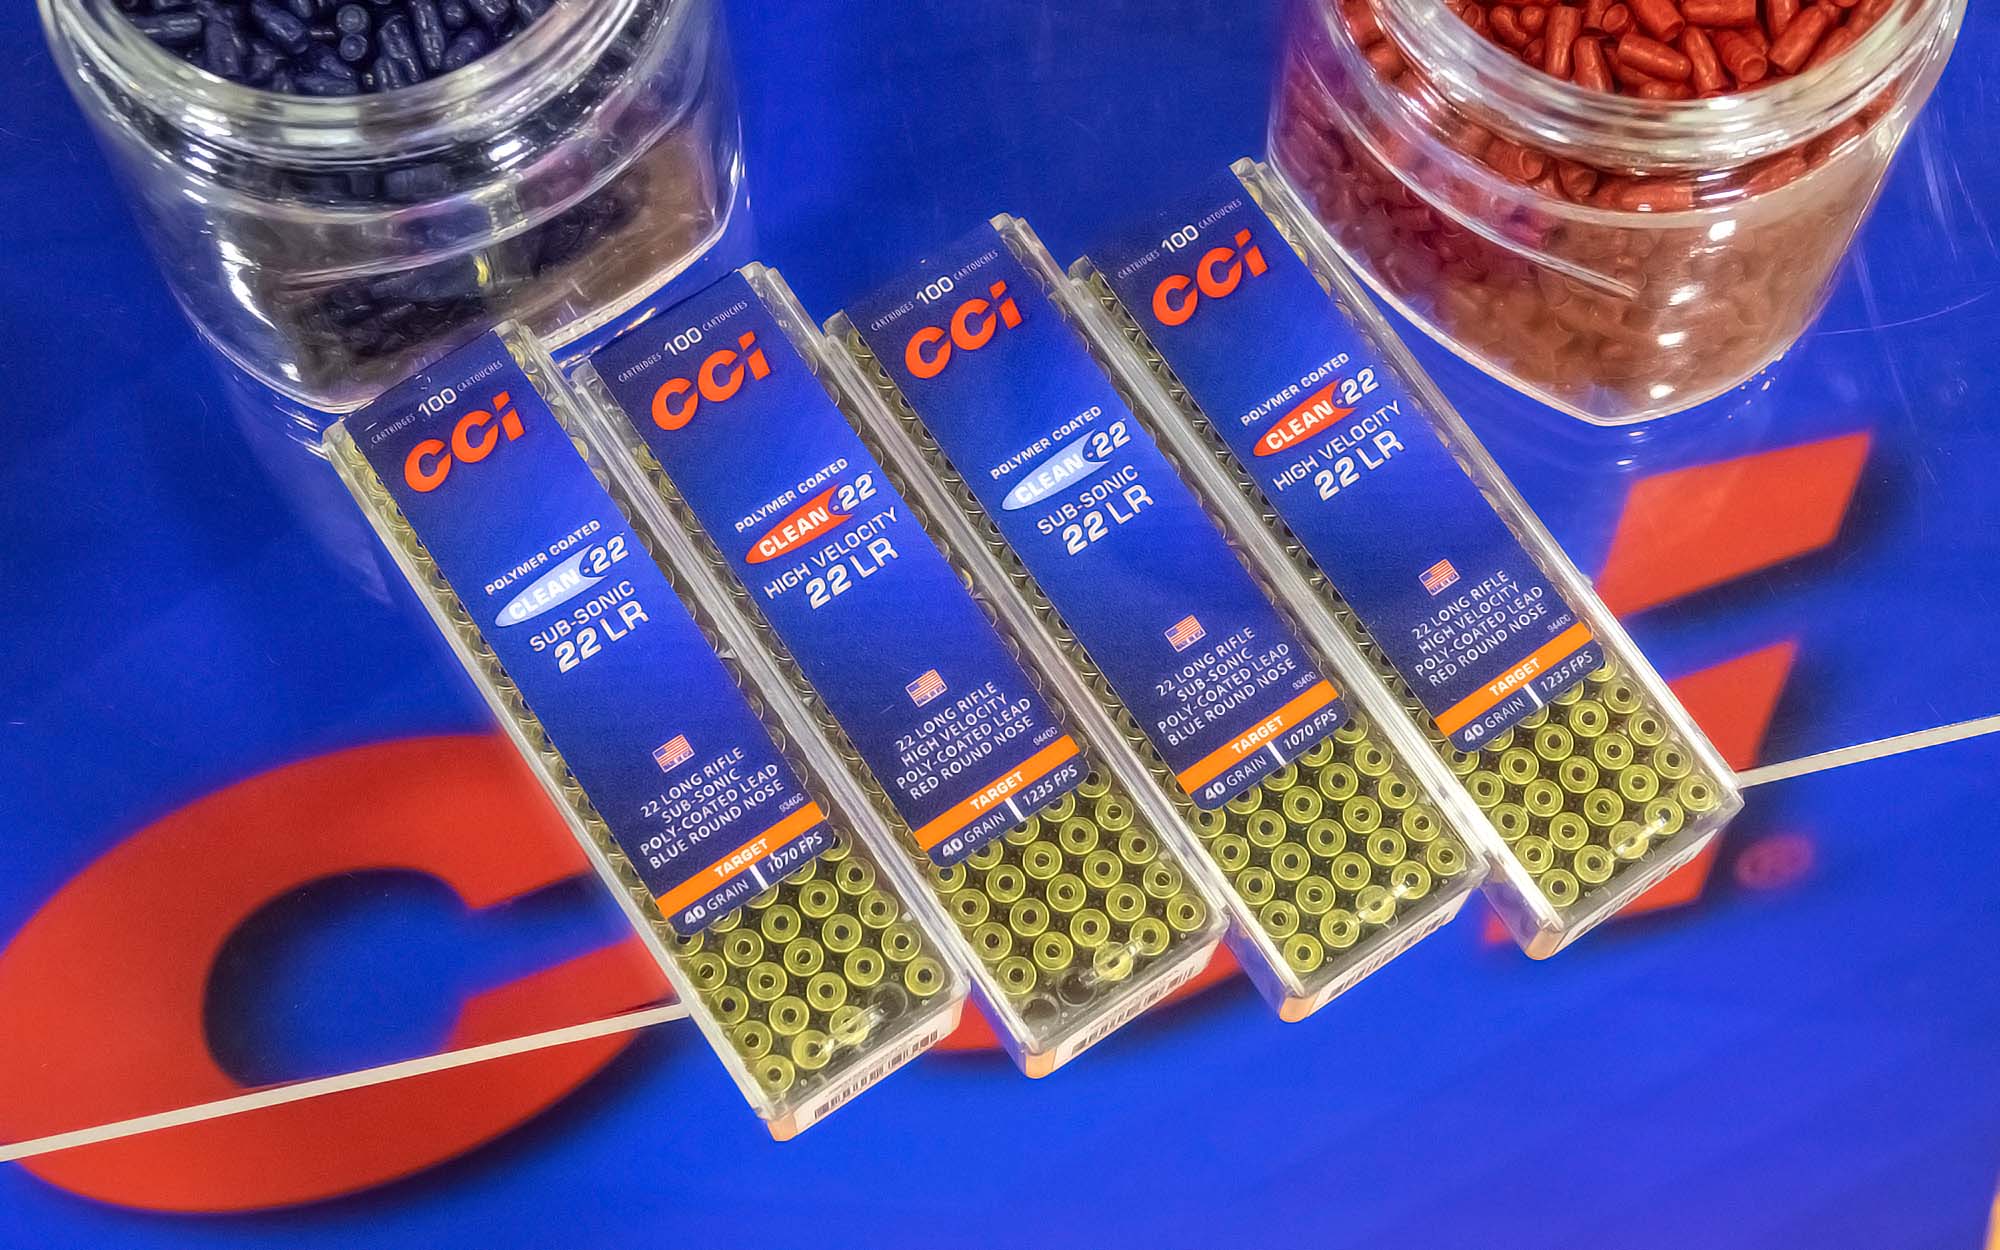 CARTRIDGES 100 CARTOUCHES
CCi
POLYMER COATED
CLEAN-22
SUB-SONIC
22 LR
22 LONG RIFLE
SUB-SONIC
POLY-COATED LEAD
BLUE ROUND NOSE
934CC
TARGET
40 GRAIN | 1070 FPS
CARTRIDGES 100 CARTOUCHES
CCi
POLYMER COATED
CLEAN-22
HIGH VELOCITY
22 LR
22 LONG RIFLE
HIGH VELOCITY
POLY-COATED LEAD
RED ROUND NOSE
944CC
TARGET
40 GRAIN | 1235 FPS
CARTRIDGES 100 CARTOUCHES
CCi
POLYMER COATED
CLEAN-22
SUB-SONIC
22 LR
22 LONG RIFLE
SUB-SONIC
POLY-COATED LEAD
BLUE ROUND NOSE
934CC
TARGET
40 GRAIN | 1070 FPS
CARTRIDGES 100 CARTOUCHES
CCi
POLYMER COATED
CLEAN-22
HIGH VELOCITY
22 LR
22 LONG RIFLE
HIGH VELOCITY
POLY-COATED LEAD
RED ROUND NOSE
944CC
TARGET
40 GRAIN | 1235 FPS